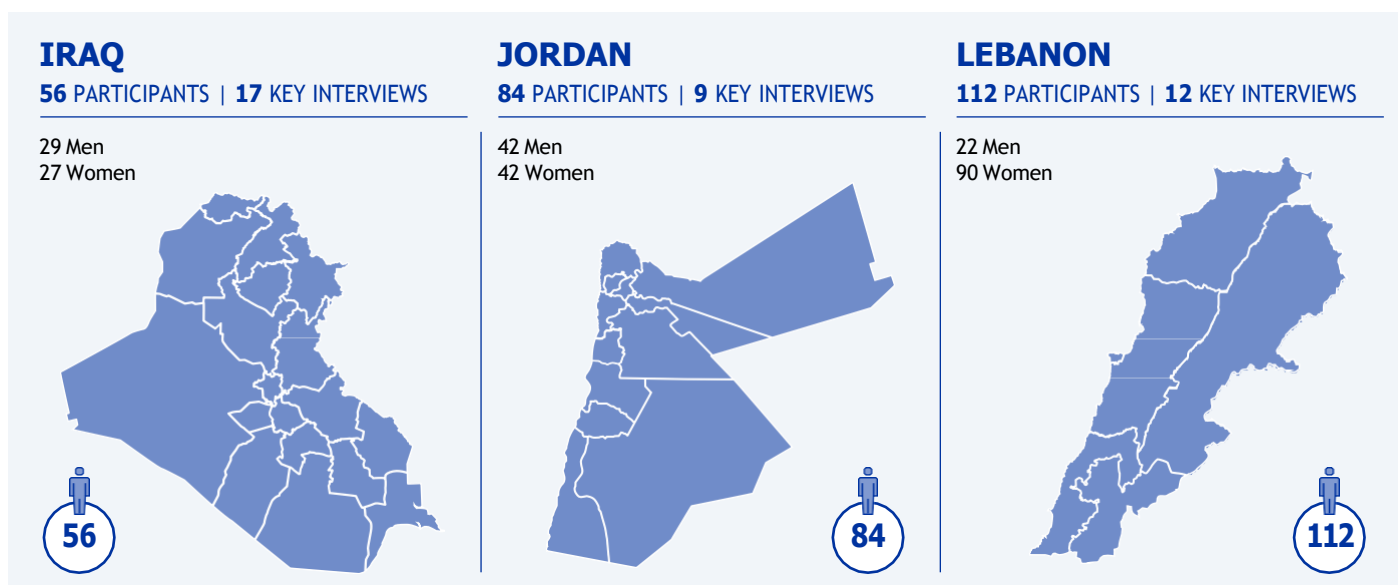 IRAQ
56 PARTICIPANTS | 17 KEY INTERVIEWS
29 Men
27 Women
56
JORDAN
84 PARTICIPANTS | 9 KEY INTERVIEWS
42 Men
42 Women
84
LEBANON
112 PARTICIPANTS | 12 KEY INTERVIEWS
22 Men
90 Women
112